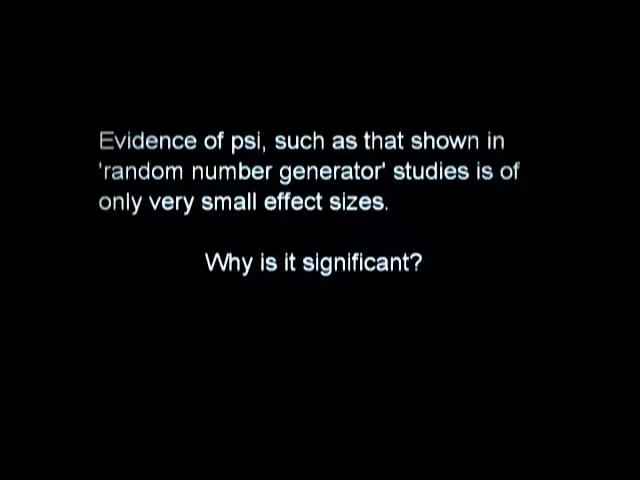 Evidence of psi, such as that shown in
'random number generator' studies is of
only very small effect sizes.
Why is it significant?